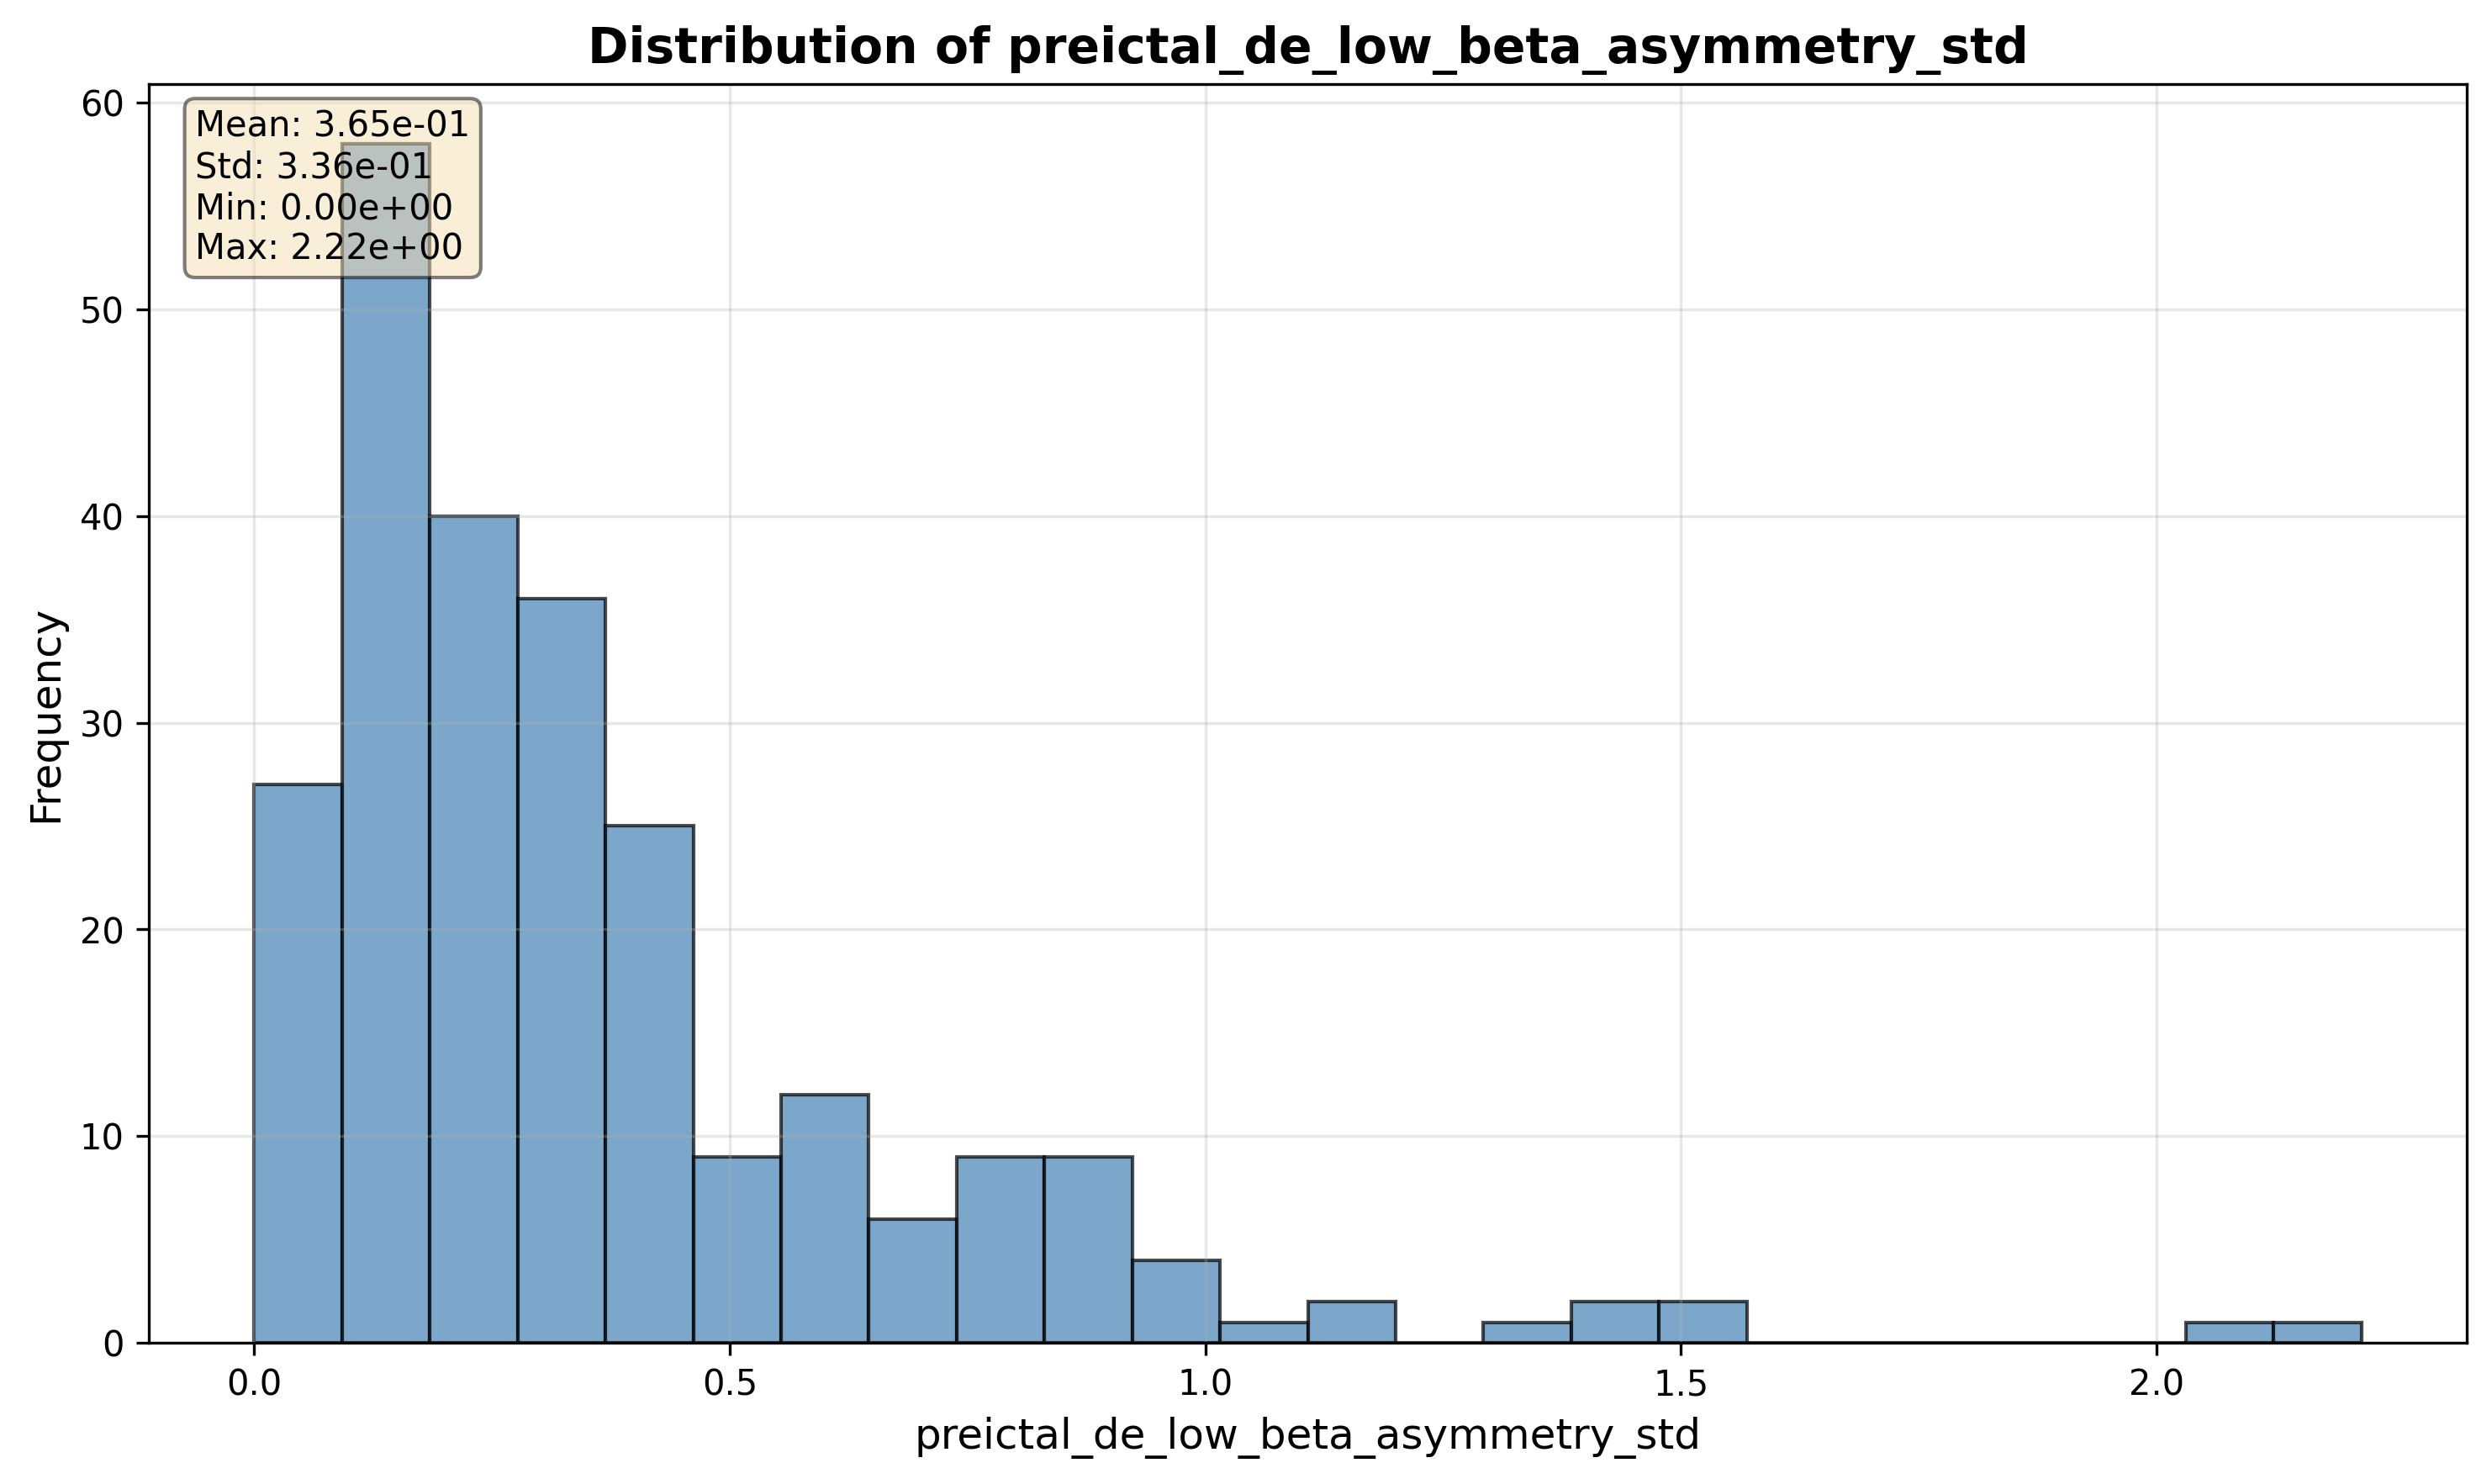 Distribution of preictal_de_low_beta_asymmetry_std
Mean: 3.65e-01
Std: 3.36e-01
Min: 0.00e+00
Max: 2.22e+00
60
50
40
30
20
10
0
Frequency
0.0 0.5 1.0 1.5 2.0
preictal_de_low_beta_asymmetry_std